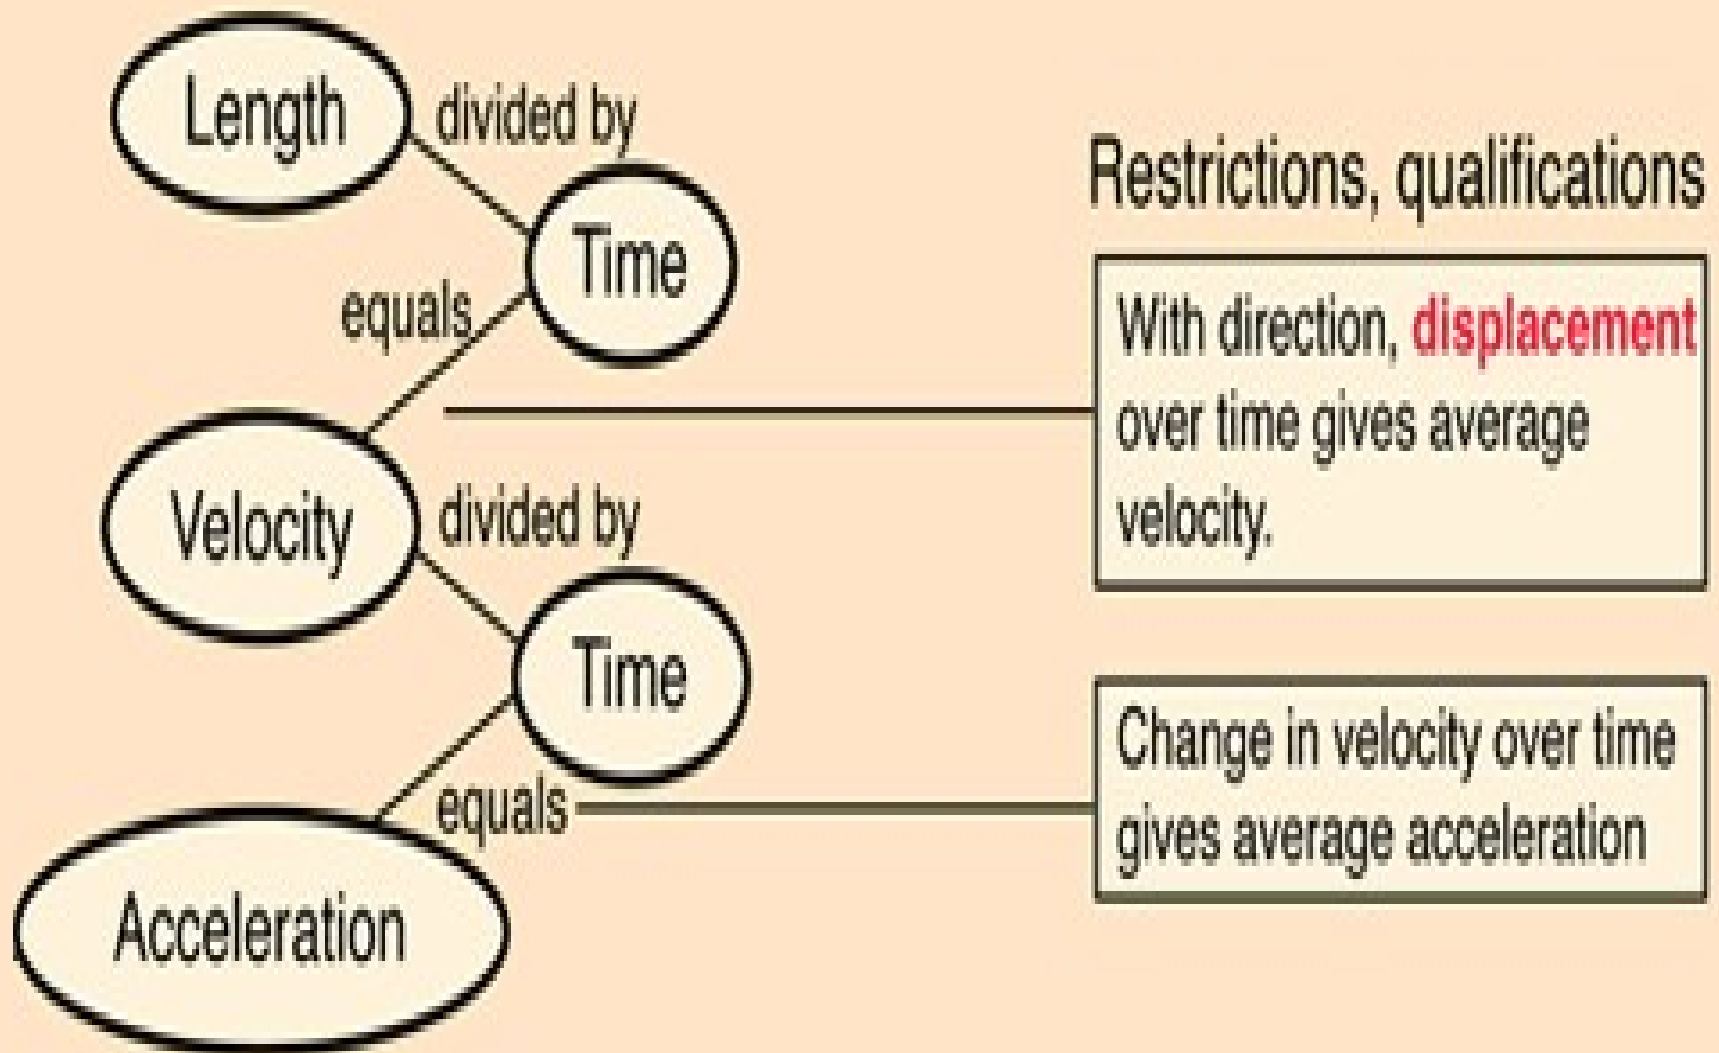 Length
divided by
Time
equals
Velocity
divided by
Time
equals
Acceleration
Restrictions, qualifications
With direction, displacement
over time gives average
velocity.
Change in velocity over time
gives average acceleration